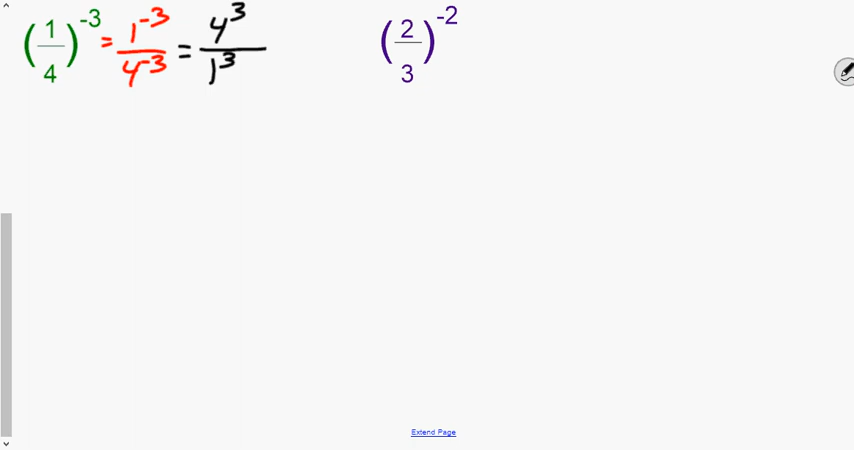 (1/4)^-3 = 1^-3/4^-3 = 4^3/1^3
(2/3)^-2
Extend Page